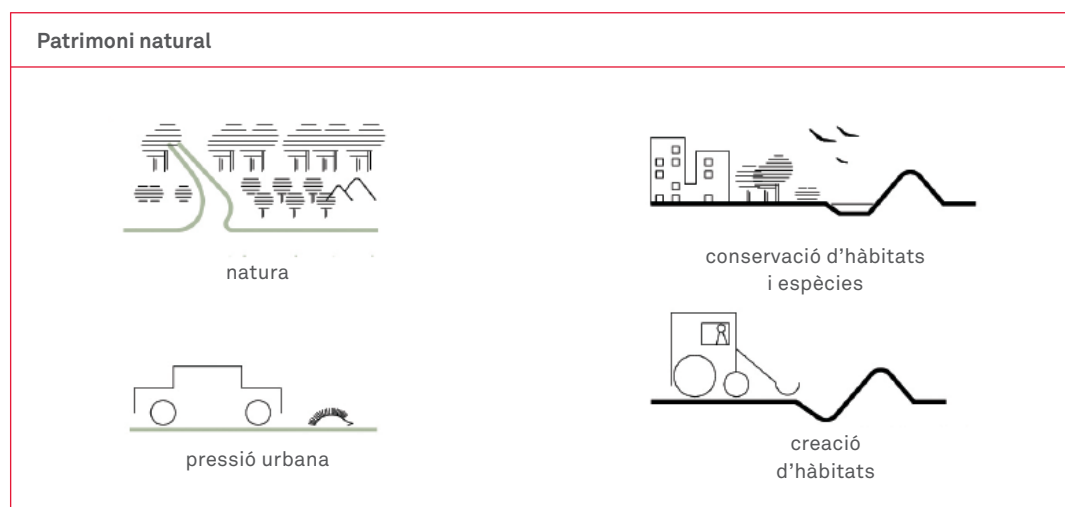 Patrimoni natural
natura
conservació d'hàbitats
i espècies
pressió urbana
creació
d'hàbitats